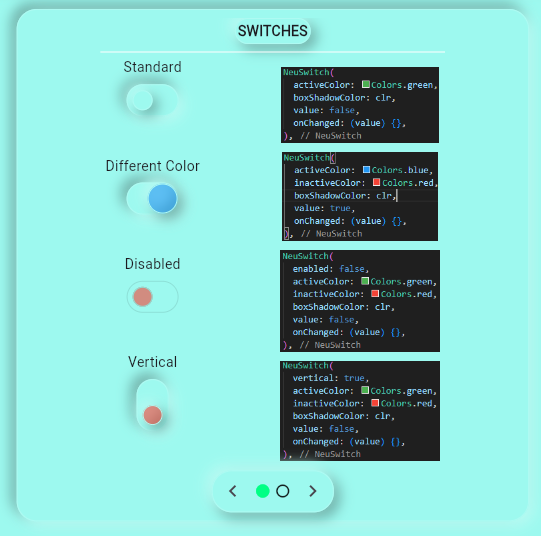 SWITCHES
Standard
NeuSwitch(
activeColor: Colors.green,
boxShadowColor: clr,
value: false,
onChanged: (value) {},
), // NeuSwitch
Different Color
NeuSwitch(
activeColor: Colors.blue,
inactiveColor: Colors.red,
boxShadowColor: clr,
value: true,
onChanged: (value) {},
), // NeuSwitch
Disabled
NeuSwitch(
enabled: false,
activeColor: Colors.green,
inactiveColor: Colors.red,
boxShadowColor: clr,
value: false,
onChanged: (value) {},
), // NeuSwitch
Vertical
NeuSwitch(
vertical: true,
activeColor: Colors.green,
inactiveColor: Colors.red,
boxShadowColor: clr,
value: false,
onChanged: (value) {},
), // NeuSwitch